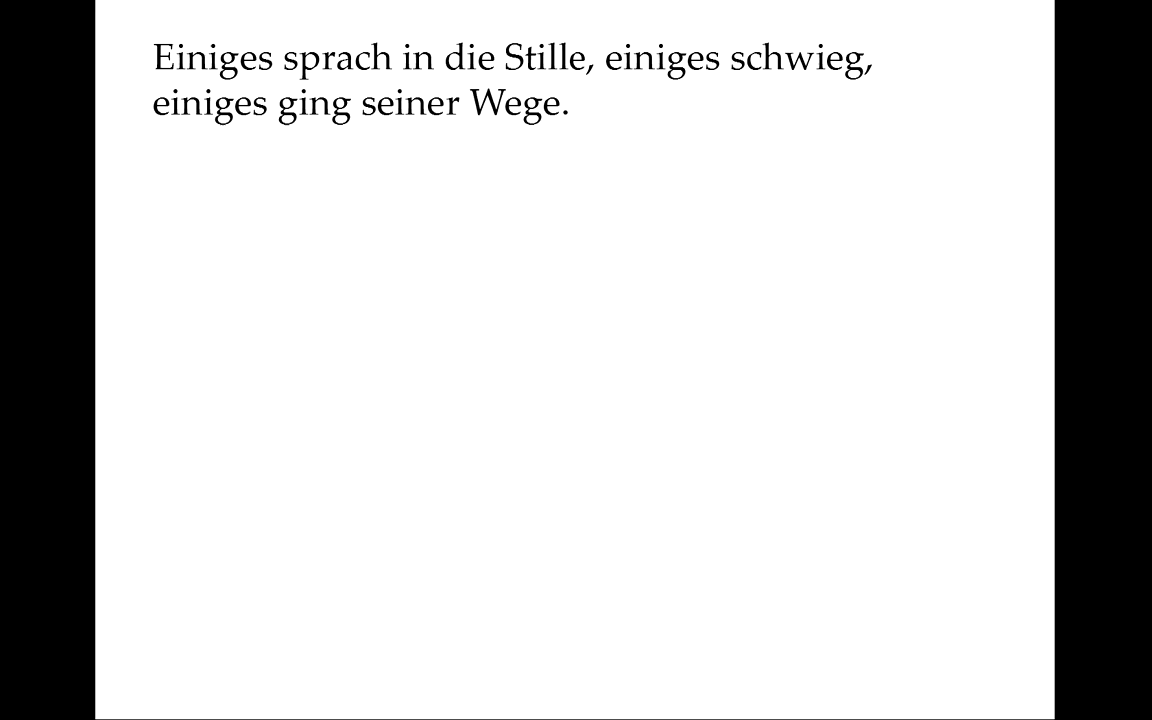 Einiges sprach in die Stille, einiges schwieg,
einiges ging seiner Wege.